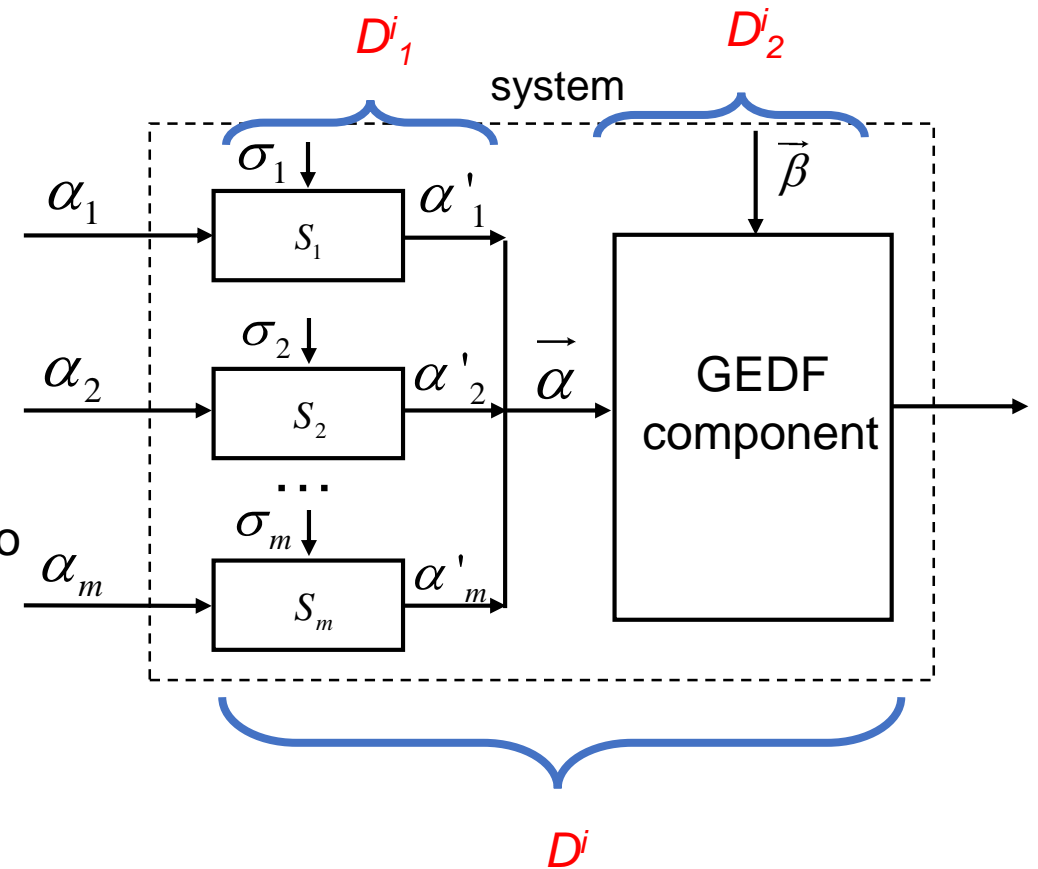 Dⁱ₁
Dⁱ₂
system
σ₁
β⃗
α₁
α'₁
S₁
σ₂
α₂
α'₂
α⃗
S₂
GEDF
component
...
σₘ
o
αₘ
α'ₘ
Sₘ
Dⁱ